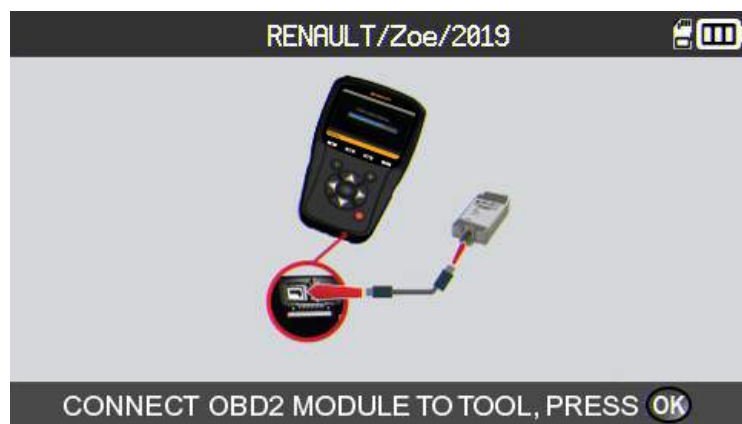 RENAULT/Zoe/2019
CONNECT OBD2 MODULE TO TOOL, PRESS OK